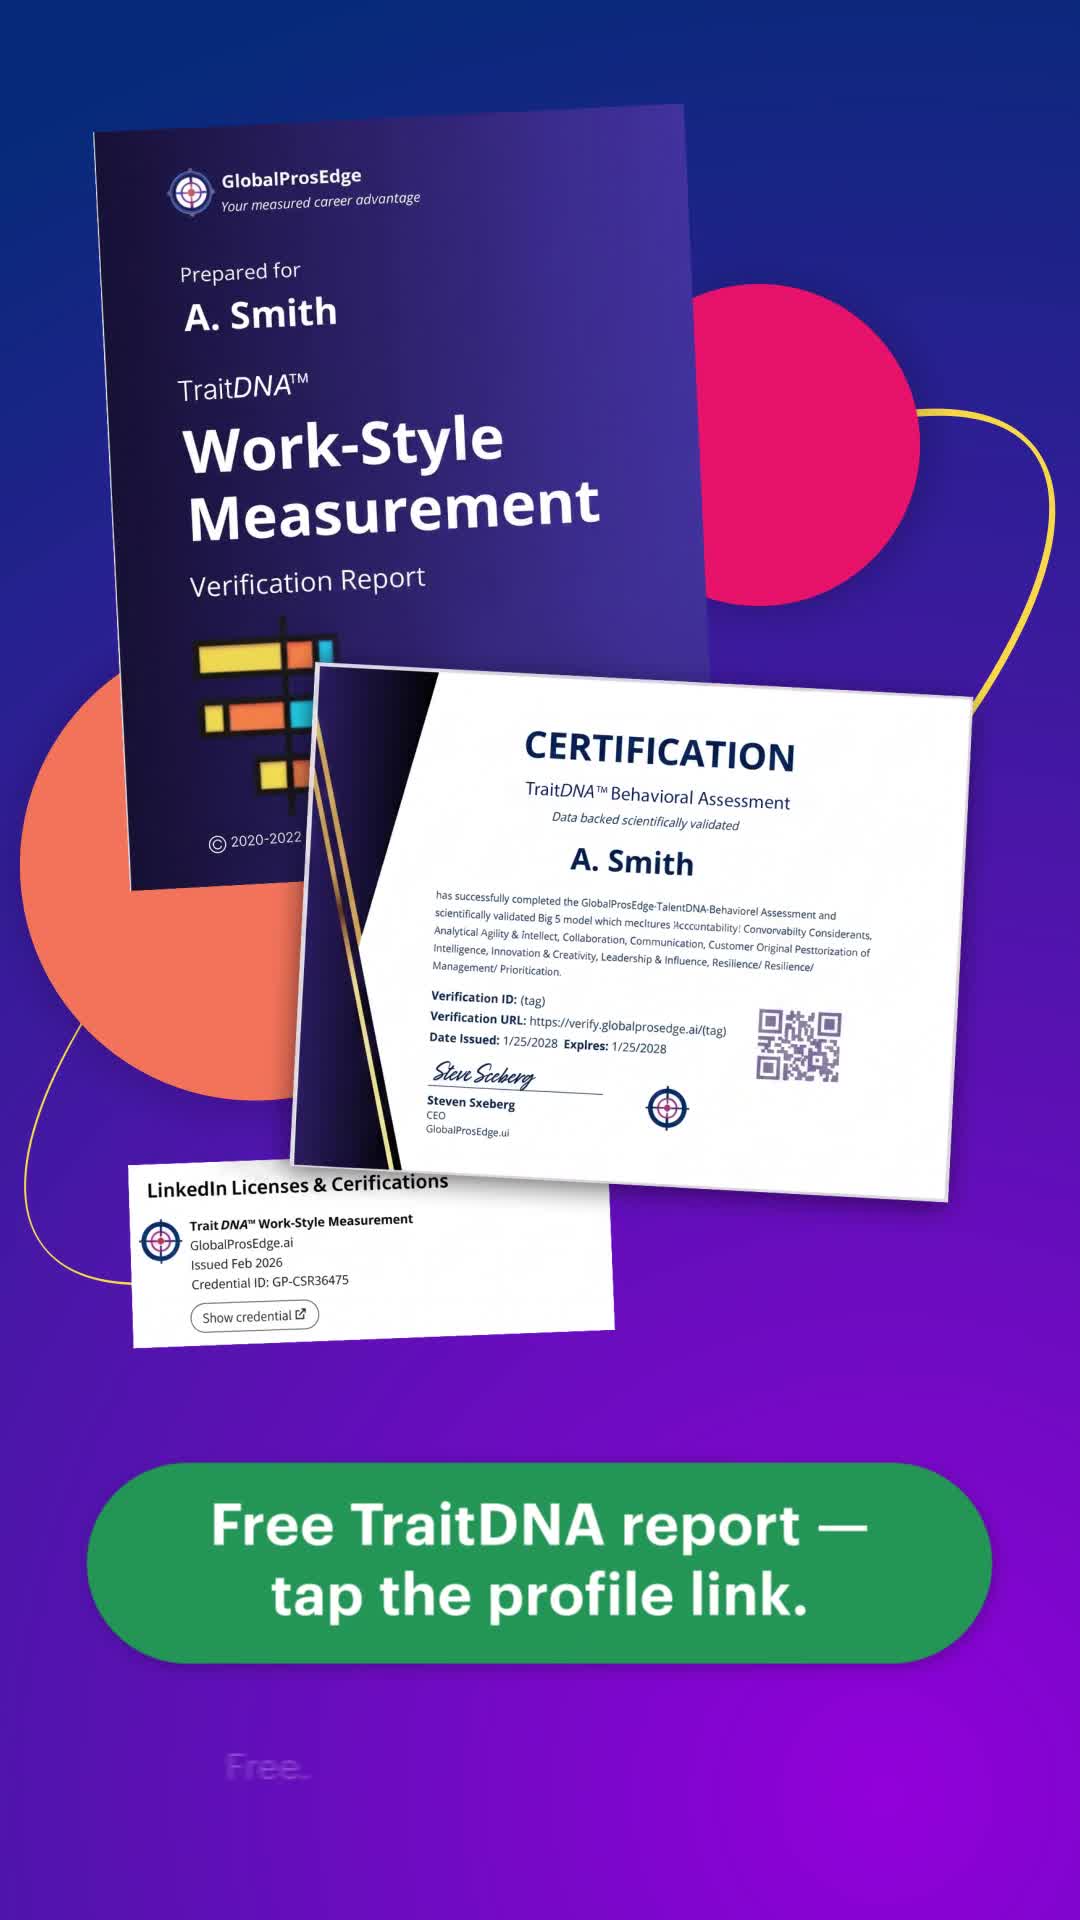 GlobalProsEdge
Your measured career advantage
Prepared for
A. Smith
TraitDNA™
Work-Style
Measurement
Verification Report
© 2020-2022
CERTIFICATION
TraitDNA™ Behavioral Assessment
Data backed scientifically validated
A. Smith
has successfully completed the GlobalProsEdge-TalentDNA-Behaviorel Assessment and
scientifically validated Big 5 model which mecltures Convorvabilty Considerants,
Analytical Agility & Intellect, Collaboration, Communication, Customer Original Pesttorization of
Intelligence, Innovation & Creativity, Leadership & Influence, Resilience/ Resilience/
Management/ Prioritication.
Verification ID: (tag)
Verification URL: https://verify.globalprosedge.ai/(tag)
Date Issued: 1/25/2028 Expires: 1/25/2028
Steve Sceberg
Steven Sxeberg
CEO
GlobalProsEdge.ui
LinkedIn Licenses & Cerifications
TraitDNA™ Work-Style Measurement
GlobalProsEdge.ai
Issued Feb 2026
Credential ID: GP-CSR36475
Show credential
Free TraitDNA report —
tap the profile link.
Free.